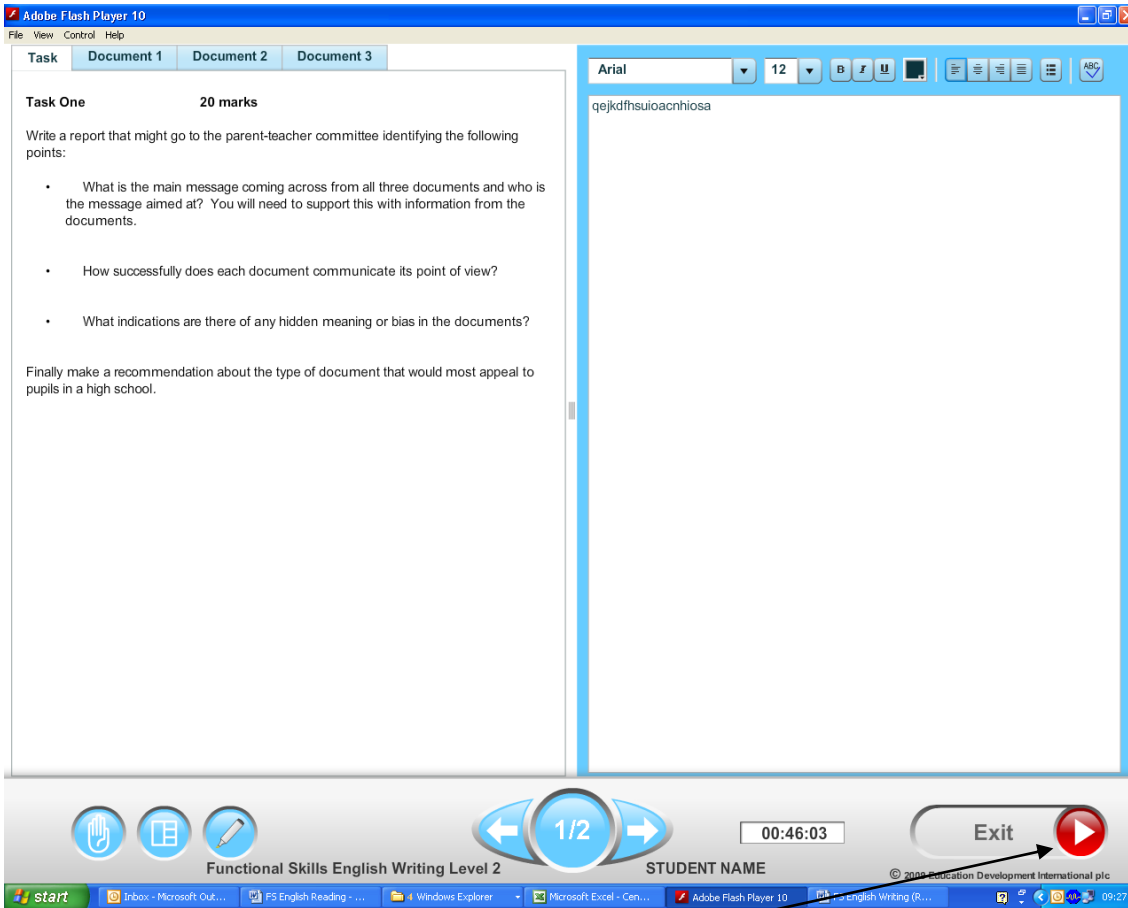 Adobe Flash Player 10
File View Control Help
Task Document 1 Document 2 Document 3
Task One 20 marks
Write a report that might go to the parent-teacher committee identifying the following
points:
• What is the main message coming across from all three documents and who is
the message aimed at? You will need to support this with information from the
documents.
• How successfully does each document communicate its point of view?
• What indications are there of any hidden meaning or bias in the documents?
Finally make a recommendation about the type of document that would most appeal to
pupils in a high school.
Arial 12 B I U ABC
qejkdfhsuioacnhiosa
1/2
00:46:03
Exit
Functional Skills English Writing Level 2
STUDENT NAME
© 2008 Education Development International plc
start Inbox - Microsoft Out... FS English Reading - ... 4 Windows Explorer Microsoft Excel - Cen... Adobe Flash Player 10 FS English Writing (R... 09:27